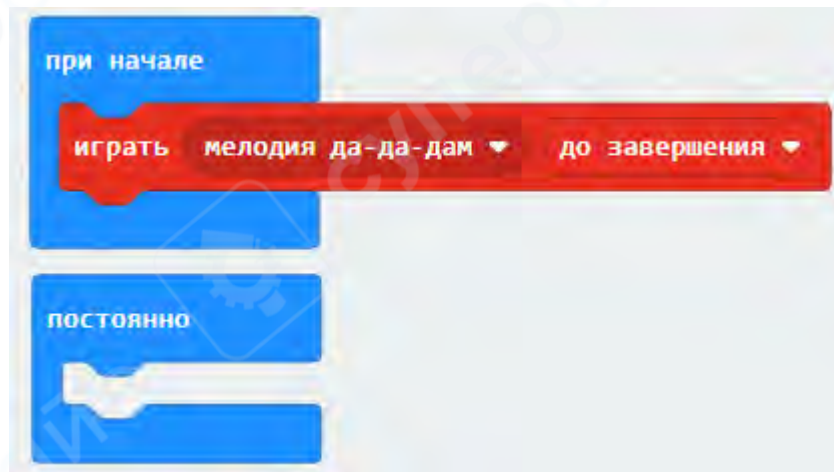 при начале
играть мелодия да-да-дам до завершения
постоянно